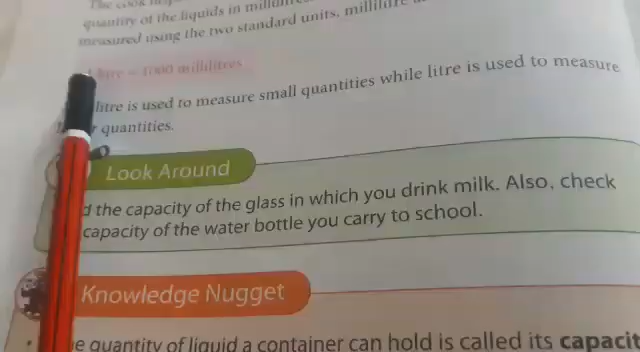 The cook
quantity of the liquids in
measured using the two standard units,
litre = 1000 millilitres
litre is used to measure small quantities while litre is used to measure
quantities.
Look Around
the capacity of the glass in which you drink milk. Also, check
capacity of the water bottle you carry to school.
Knowledge Nugget
quantity of liquid a container can hold is called its